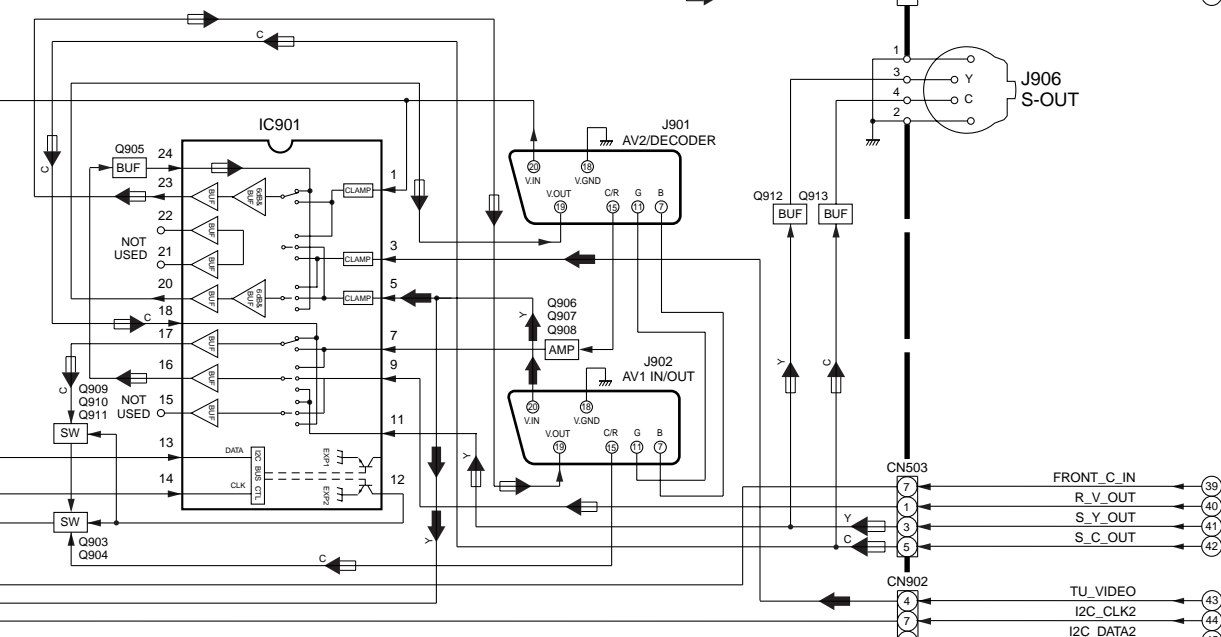 C
1
3
Y
4
C
2
J906
S-OUT
IC901
J901
AV2/DECODER
Q905
BUF
24
C
23
BUF
6dB& BUF
CLAMP
1
20
V.IN
18
V.GND
V.OUT
19
C/R
15
G
11
B
7
Q912
BUF
Q913
BUF
22
BUF
NOT
USED
21
BUF
CLAMP
3
20
BUF
6dB& BUF
CLAMP
5
18
C
17
BUF
Y
Q906
Q907
Q908
AMP
7
16
BUF
9
J902
AV1 IN/OUT
C
Q909
Q910
Q911
NOT
USED
15
BUF
20
V.IN
18
V.GND
V.OUT
19
C/R
15
G
11
B
7
Y
C
SW
11
13
DATA
I2C BUS CTL
EXP1
14
CLK
EXP2
12
Y
SW
Q903
Q904
Y
C
CN503
7
FRONT_C_IN
39
1
R_V_OUT
40
Y
3
S_Y_OUT
41
C
5
S_C_OUT
42
CN902
4
TU_VIDEO
43
7
I2C_CLK2
44
I2C_DATA2